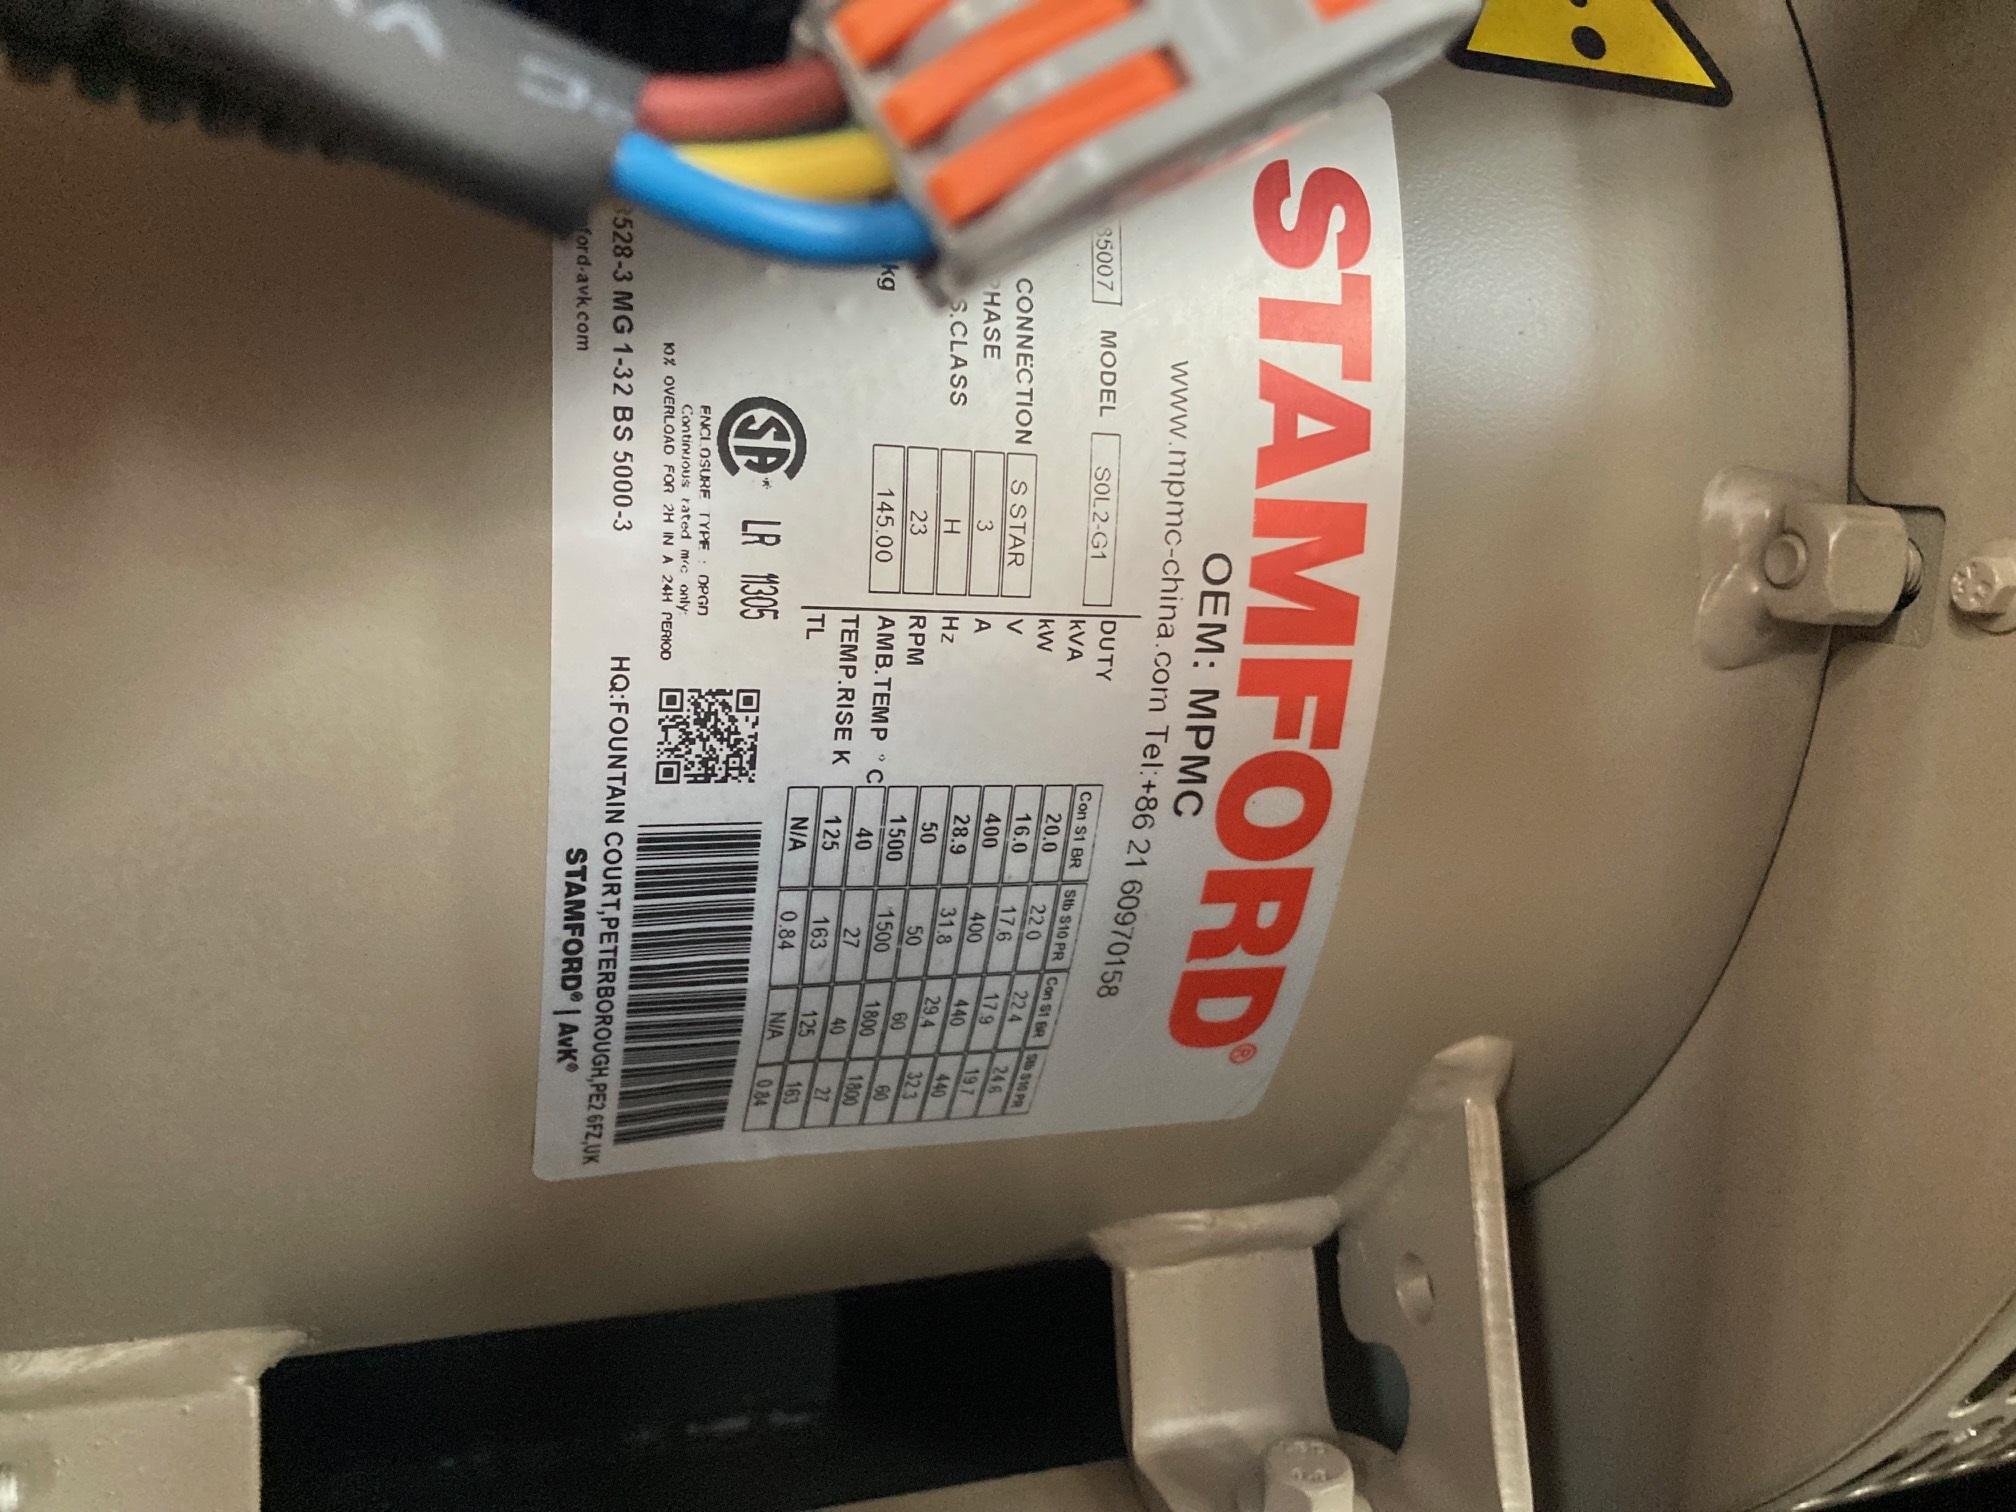 STAMFORD®
OEM: MPMC
www.mpmc-china.com Tel:+86 21 60970158
MODEL S0L2-G1
CONNECTION S STAR
3
S.CLASS H
23
kg 145.00
DUTY Con S1 BR Stb S10 PR Con S1 BR Stb S10 PR
kVA 20.0 22.0 22.4 24.6
kW 16.0 17.6 17.9 19.7
V 400 400 440 440
A 28.9 31.8 29.4 32.3
Hz 50 50 60 60
RPM 1500 1500 1800 1800
AMB.TEMP °C 40 27 40 27
TEMP.RISE K 125 163 125 163
TL N/A 0.84 N/A 0.84
SA LR 11305
ENCLOSURE TYPE : DPGD
Continuous rated m/c only.
10% OVERLOAD FOR 2H IN A 24H PERIOD
528-3 MG 1-32 BS 5000-3
HQ:FOUNTAIN COURT,PETERBOROUGH,PE2 6FZ,UK
ford-avk.com
STAMFORD® | AvK®